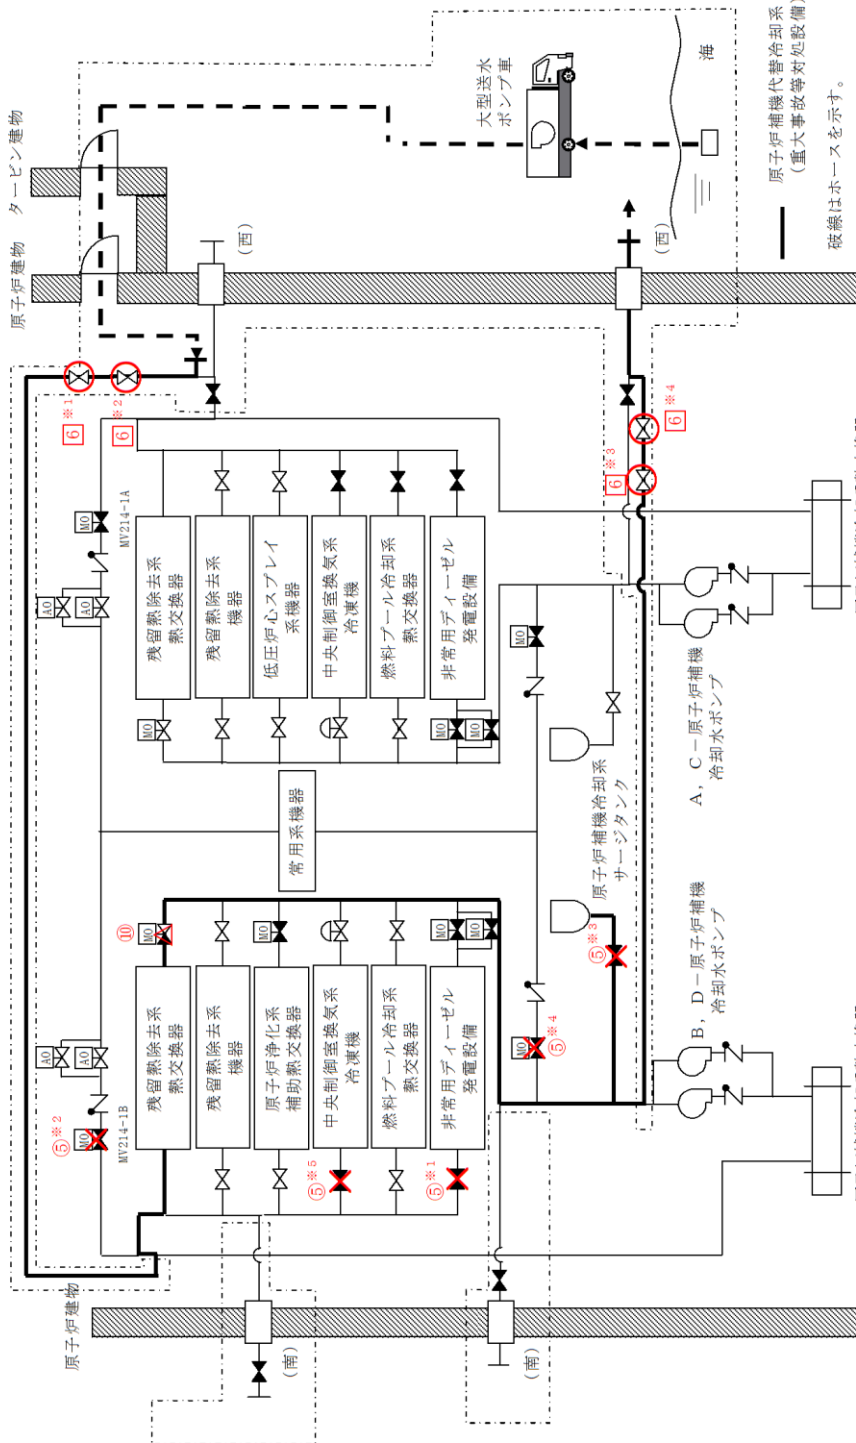 原子炉建物
原子炉建物
タービン建物
(南)
(南)
⑤※2
MO
MV214-1B
AO
AO
AO
AO
MO
MV214-1A
6※1
6※2
残留熱除去系
熱交換器
残留熱除去系
機器
原子炉浄化系
補助熱交換器
中央制御室換気系
冷凍機
燃料プール冷却系
熱交換器
非常用ディーゼル
発電設備
⑤※5
⑤※1
⑩
MO
MO
MO
MO
常用系機器
MO
MO
MO
残留熱除去系
熱交換器
残留熱除去系
機器
低圧炉心スプレイ
系機器
中央制御室換気系
冷凍機
燃料プール冷却系
熱交換器
非常用ディーゼル
発電設備
(西)
大型送水
ポンプ車
海
MO
⑤※4
⑤※3
原子炉補機冷却系
サージタンク
MO
6※3
6※4
(西)
B，D－原子炉補機
冷却水ポンプ
A，C－原子炉補機
冷却水ポンプ
原子炉補機代替冷却系
(重大事故等対処設備)
破線はホースを示す。